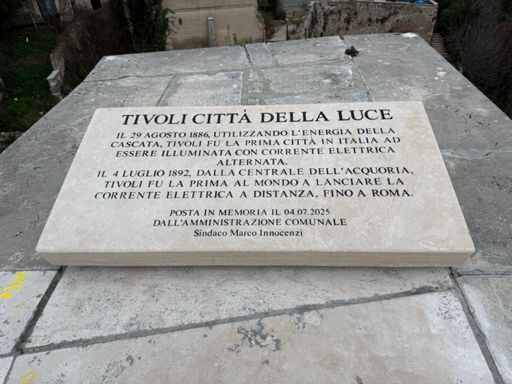 TIVOLI CITTÀ DELLA LUCE
IL 29 AGOSTO 1886, UTILIZZANDO L'ENERGIA DELLA
CASCATA, TIVOLI FU LA PRIMA CITTÀ IN ITALIA AD
ESSERE ILLUMINATA CON CORRENTE ELETTRICA
ALTERNATA.
IL 4 LUGLIO 1892, DALLA CENTRALE DELL'ACQUORIA,
TIVOLI FU LA PRIMA AL MONDO A LANCIARE LA
CORRENTE ELETTRICA A DISTANZA, FINO A ROMA.
POSTA IN MEMORIA IL 04.07.2025
DALL'AMMINISTRAZIONE COMUNALE
Sindaco Marco Innocenzi